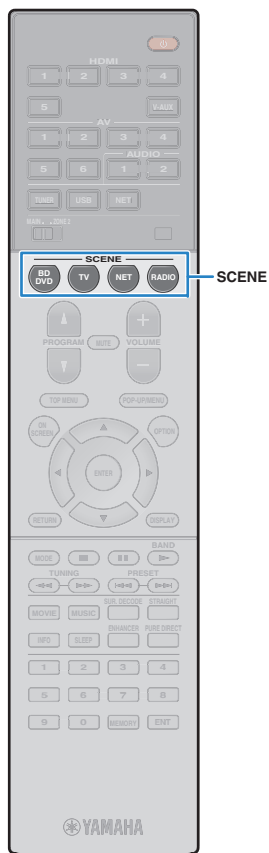 HDMI
1 2 3 4
5 V-AUX
AV
1 2 3 4
AUDIO
5 6 1 2
TUNER USB NET
MAIN ZONE2
SCENE
BD DVD TV NET RADIO SCENE
PROGRAM MUTE VOLUME
TOP MENU POP-UP/MENU
ON SCREEN OPTION
ENTER
RETURN DISPLAY
BAND
MODE
TUNING PRESET
MOVIE MUSIC SUR. DECODE STRAIGHT
INFO SLEEP ENHANCER PURE DIRECT
1 2 3 4
5 6 7 8
9 0 MEMORY ENT
YAMAHA